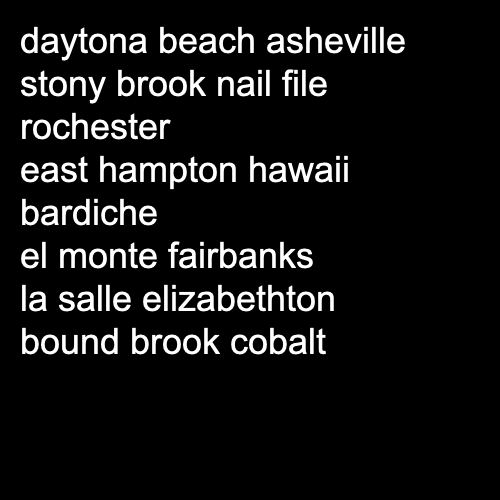 daytona beach asheville
stony brook nail file
rochester
east hampton hawaii
bardiche
el monte fairbanks
la salle elizabethton
bound brook cobalt